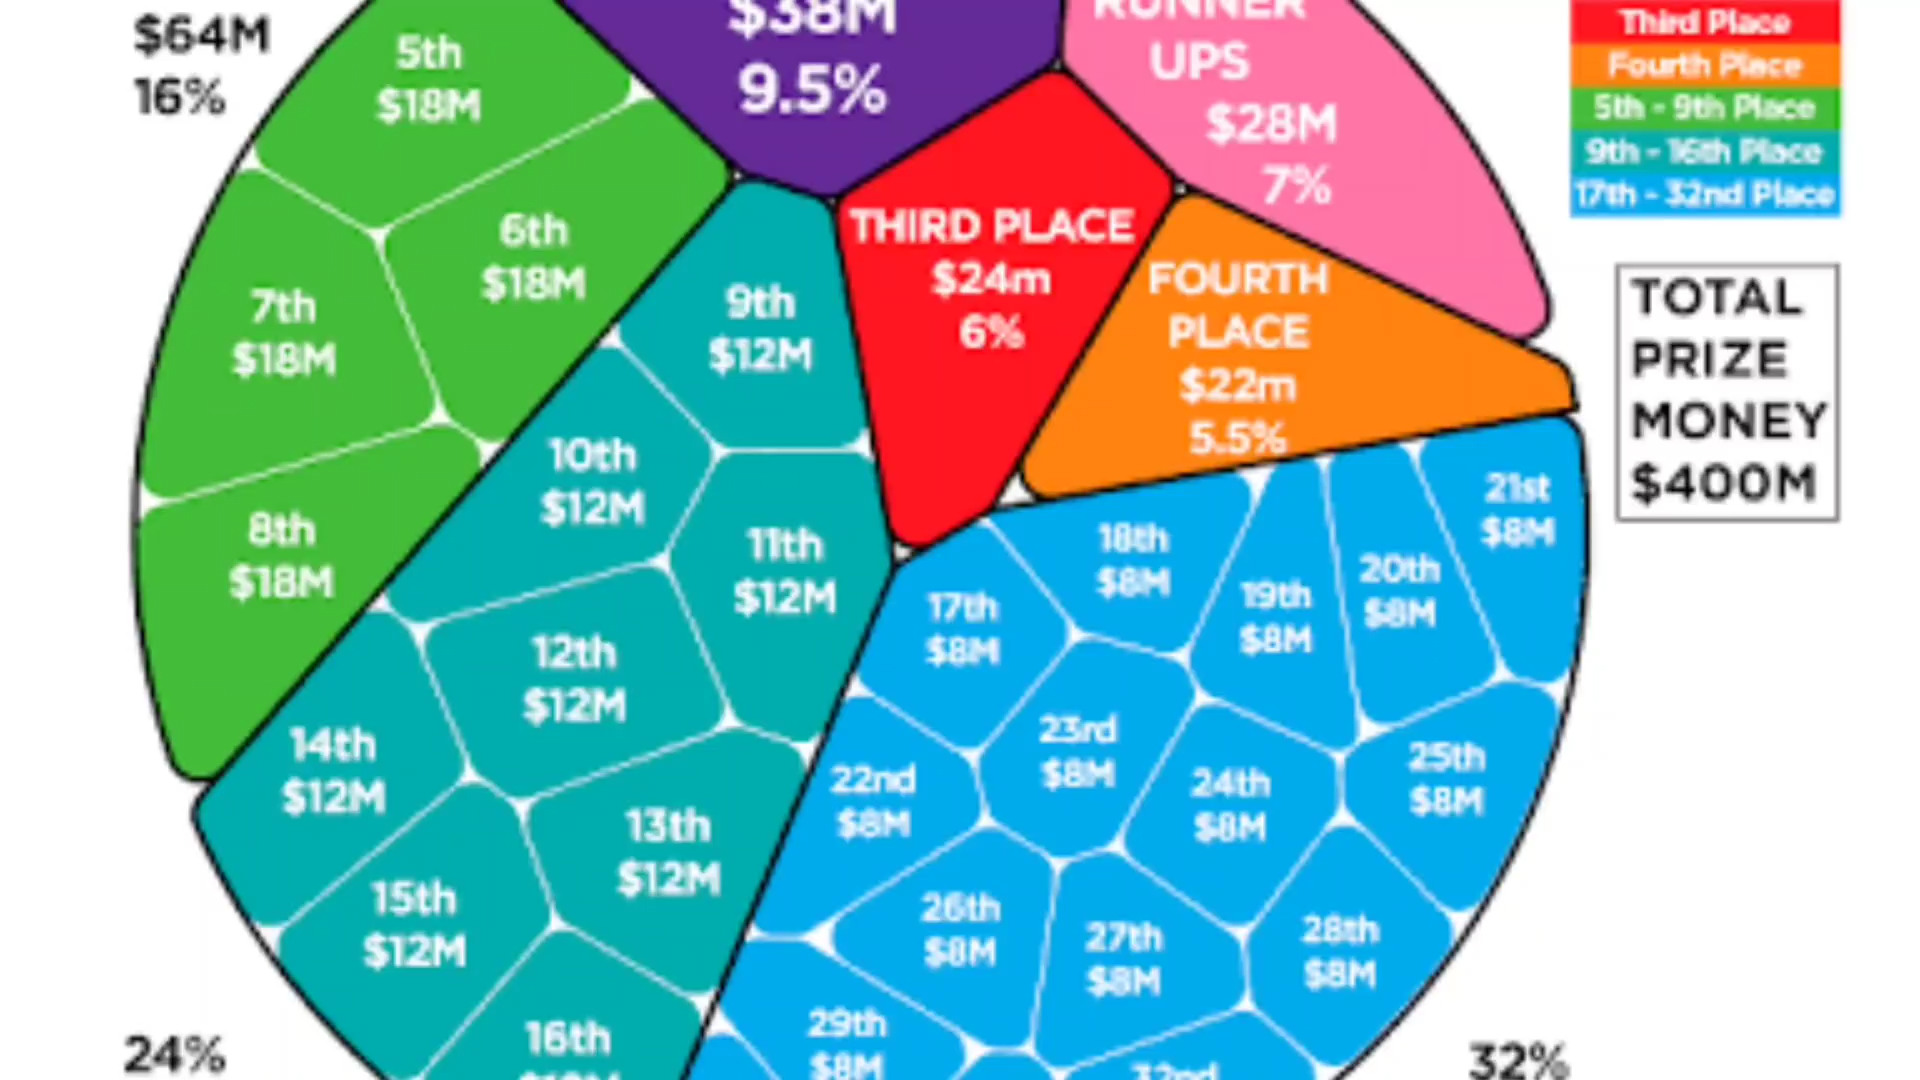 $64M
16%
5th
$18M
6th
$18M
7th
$18M
8th
$18M
$38M
9.5%
RUNNER
UPS
$28M
7%
THIRD PLACE
$24m
6%
FOURTH
PLACE
$22m
5.5%
9th
$12M
10th
$12M
11th
$12M
12th
$12M
13th
$12M
14th
$12M
15th
$12M
16th
24%
17th
$8M
18th
$8M
19th
$8M
20th
$8M
21st
$8M
22nd
$8M
23rd
$8M
24th
$8M
25th
$8M
26th
$8M
27th
$8M
28th
$8M
29th
$8M
32nd
32%
Third Place
Fourth Place
5th - 9th Place
9th - 16th Place
17th - 32nd Place
TOTAL
PRIZE
MONEY
$400M